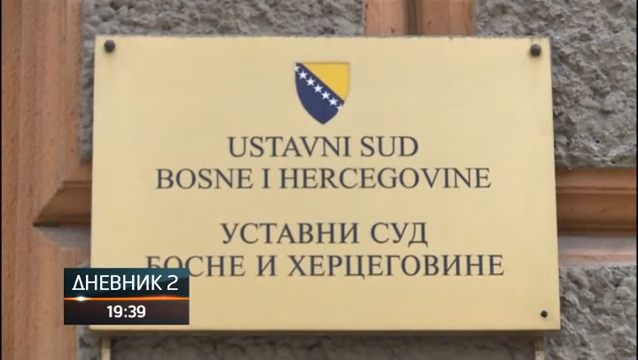 USTAVNI SUD
BOSNE I HERCEGOVINE
УСТАВНИ СУД
БОСНЕ И ХЕРЦЕГОВИНЕ
ДНЕВНИК 2
19:39